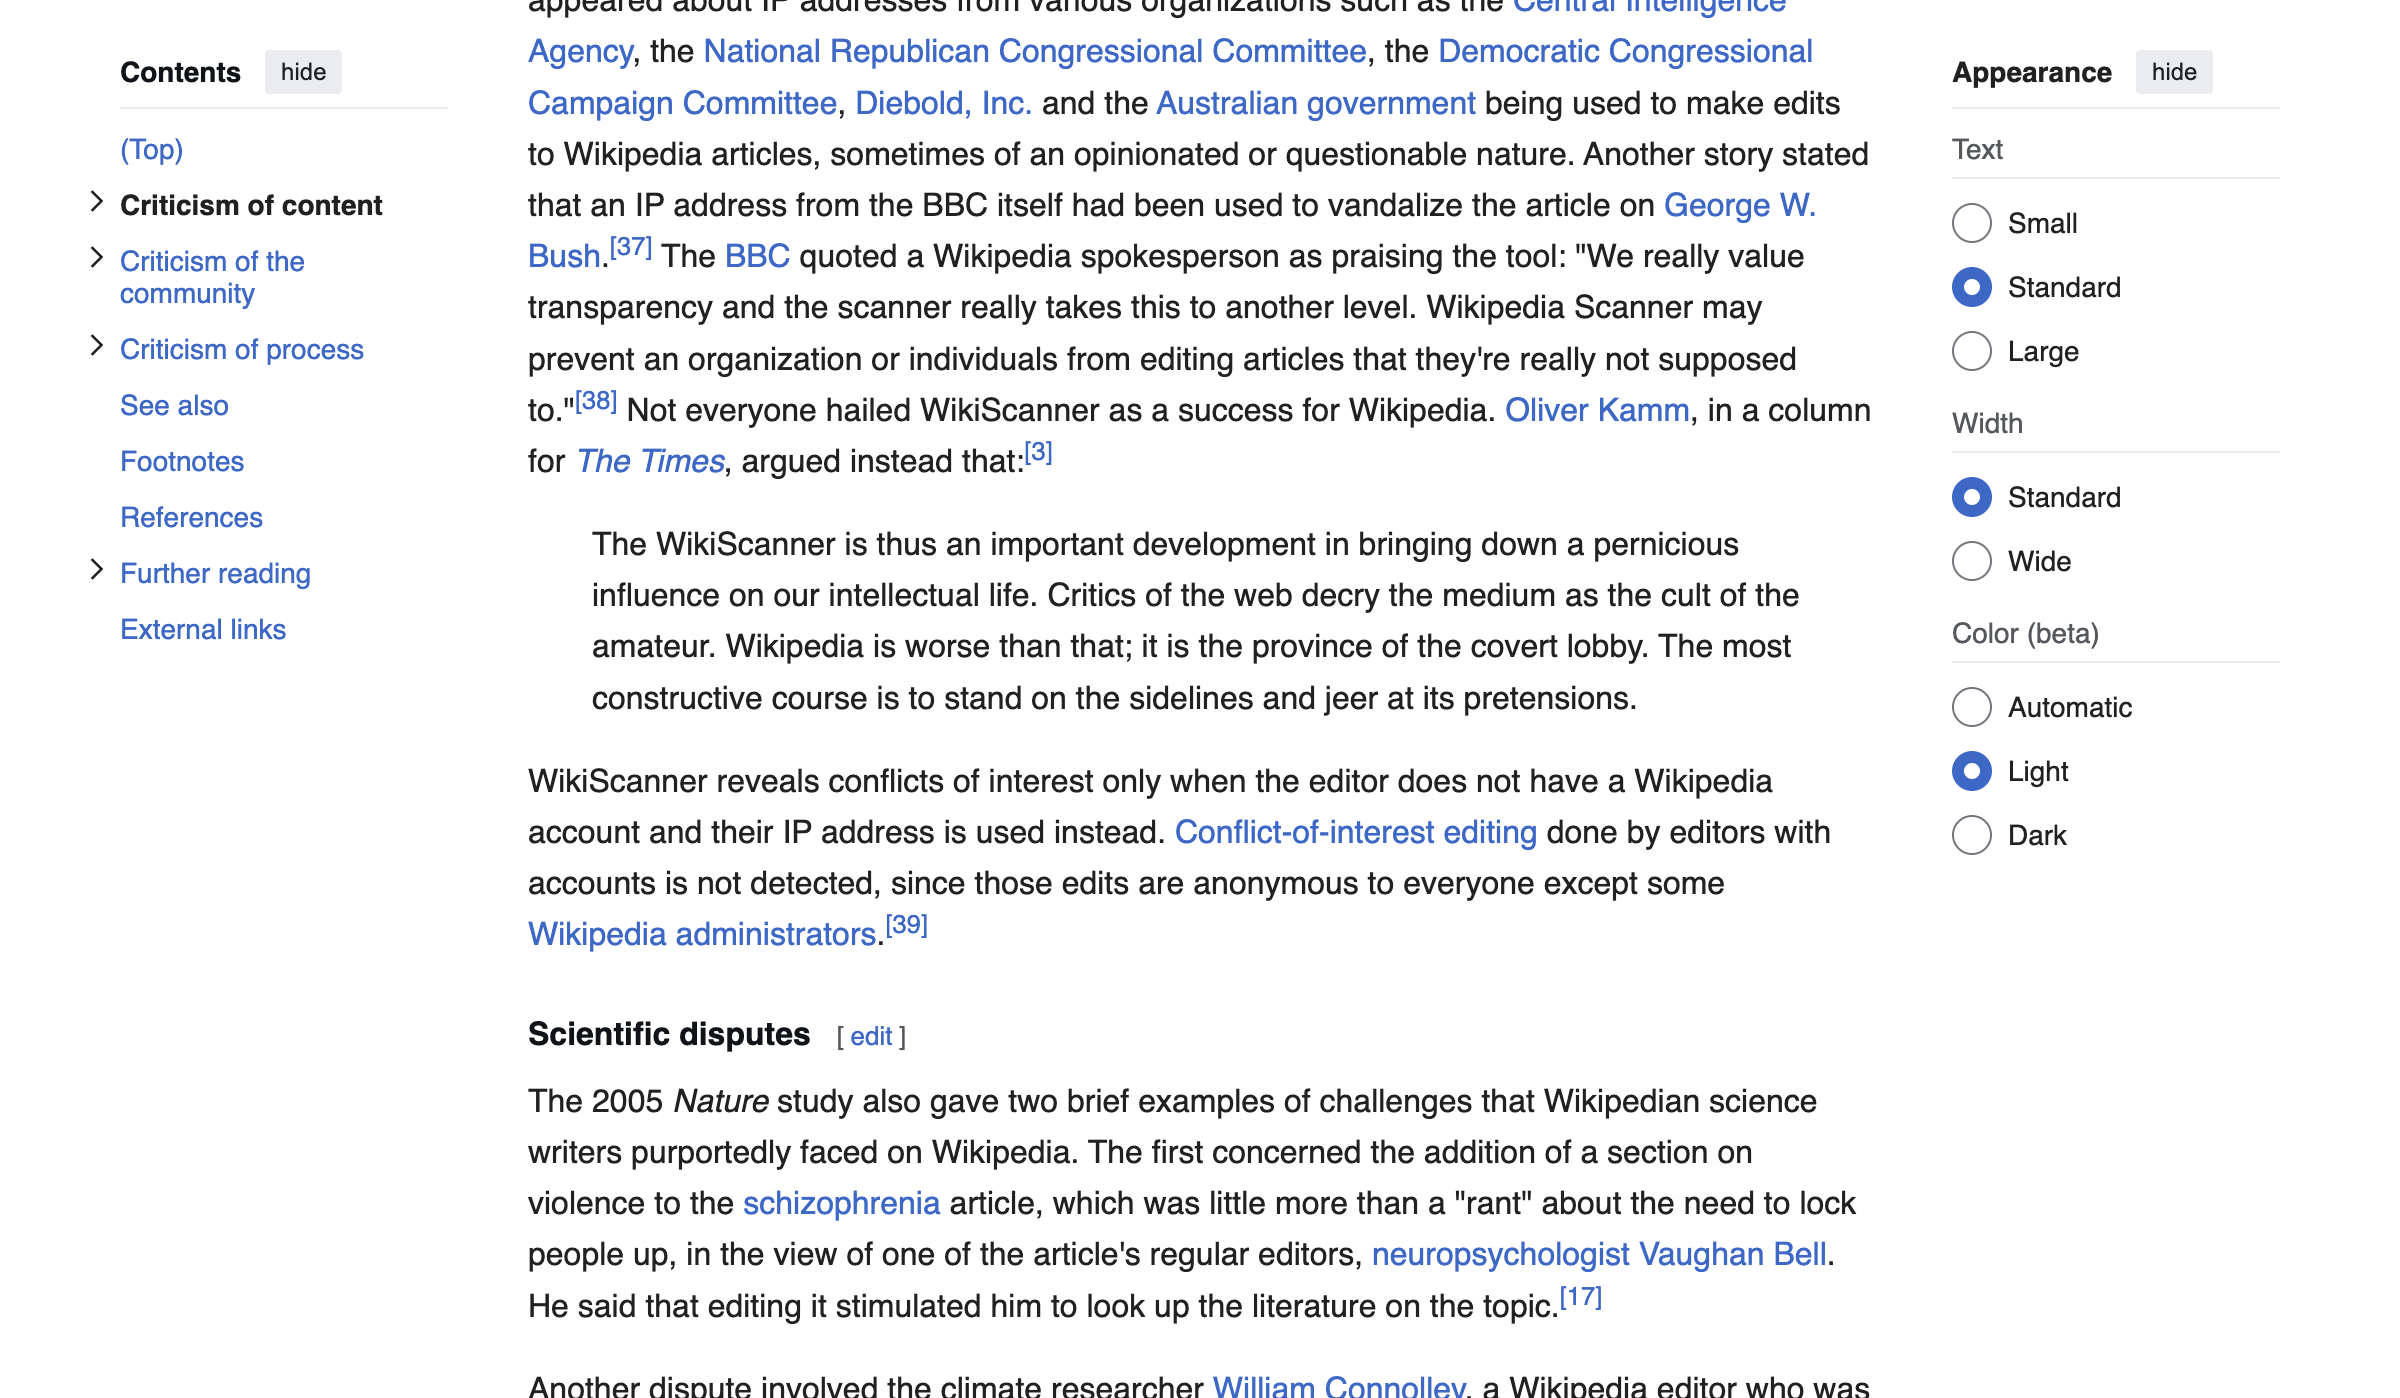 Contents hide
(Top)
Criticism of content
Criticism of the
community
Criticism of process
See also
Footnotes
References
Further reading
External links
appeared about IP addresses from various organizations such as the Central Intelligence
Agency, the National Republican Congressional Committee, the Democratic Congressional
Campaign Committee, Diebold, Inc. and the Australian government being used to make edits
to Wikipedia articles, sometimes of an opinionated or questionable nature. Another story stated
that an IP address from the BBC itself had been used to vandalize the article on George W.
Bush.[37] The BBC quoted a Wikipedia spokesperson as praising the tool: "We really value
transparency and the scanner really takes this to another level. Wikipedia Scanner may
prevent an organization or individuals from editing articles that they're really not supposed
to."[38] Not everyone hailed WikiScanner as a success for Wikipedia. Oliver Kamm, in a column
for The Times, argued instead that:[3]
The WikiScanner is thus an important development in bringing down a pernicious
influence on our intellectual life. Critics of the web decry the medium as the cult of the
amateur. Wikipedia is worse than that; it is the province of the covert lobby. The most
constructive course is to stand on the sidelines and jeer at its pretensions.
WikiScanner reveals conflicts of interest only when the editor does not have a Wikipedia
account and their IP address is used instead. Conflict-of-interest editing done by editors with
accounts is not detected, since those edits are anonymous to everyone except some
Wikipedia administrators.[39]
Scientific disputes [ edit ]
The 2005 Nature study also gave two brief examples of challenges that Wikipedian science
writers purportedly faced on Wikipedia. The first concerned the addition of a section on
violence to the schizophrenia article, which was little more than a "rant" about the need to lock
people up, in the view of one of the article's regular editors, neuropsychologist Vaughan Bell.
He said that editing it stimulated him to look up the literature on the topic.[17]
Another dispute involved the climate researcher William Connolley, a Wikipedia editor who was
Appearance hide
Text
Small
Standard
Large
Width
Standard
Wide
Color (beta)
Automatic
Light
Dark